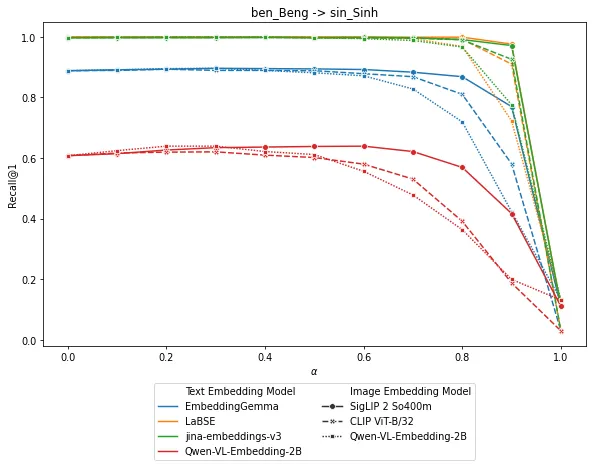 ben_Beng -> sin_Sinh
1.0
0.8
0.6
0.4
0.2
0.0
Recall@1
0.0 0.2 0.4 0.6 0.8 1.0
α
Text Embedding Model Image Embedding Model
EmbeddingGemma SigLIP 2 So400m
LaBSE CLIP ViT-B/32
jina-embeddings-v3 Qwen-VL-Embedding-2B
Qwen-VL-Embedding-2B